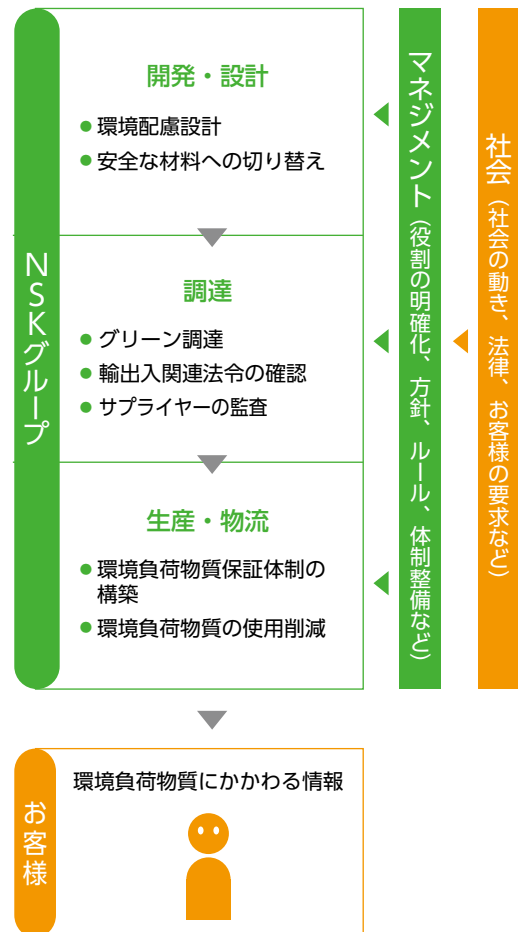 NSKグループ
開発・設計
● 環境配慮設計
● 安全な材料への切り替え
調達
● グリーン調達
● 輸出入関連法令の確認
● サプライヤーの監査
生産・物流
● 環境負荷物質保証体制の
構築
● 環境負荷物質の使用削減
マネジメント（役割の明確化、方針、ルール、体制整備など）
社会（社会の動き、法律、お客様の要求など）
お客様
環境負荷物質にかかわる情報